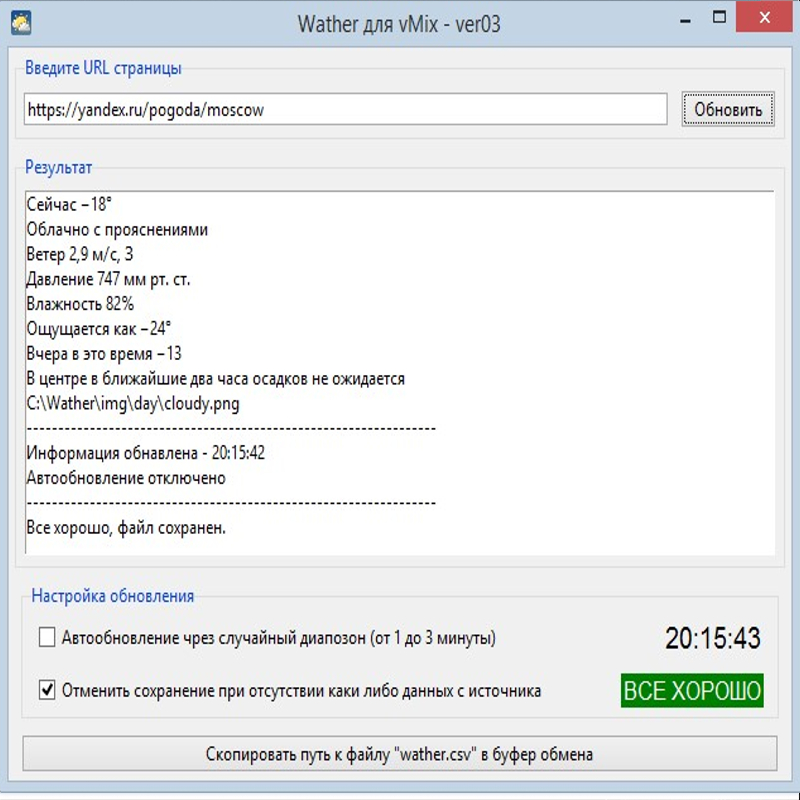 Wather для vMix - ver03
Введите URL страницы
https://yandex.ru/pogoda/moscow
Обновить
Результат
Сейчас −18°
Облачно с прояснениями
Ветер 2,9 м/с, З
Давление 747 мм рт. ст.
Влажность 82%
Ощущается как −24°
Вчера в это время −13
В центре в ближайшие два часа осадков не ожидается
C:\Wather\img\day\cloudy.png
--------------------------------------------------------------------
Информация обнавлена - 20:15:42
Автообновление отключено
--------------------------------------------------------------------
Все хорошо, файл сохранен.
Настройка обновления
Автообновление чрез случайный диапозон (от 1 до 3 минуты)
20:15:43
Отменить сохранение при отсутствии каки либо данных с источника
ВСЕ ХОРОШО
Скопировать путь к файлу "wather.csv" в буфер обмена